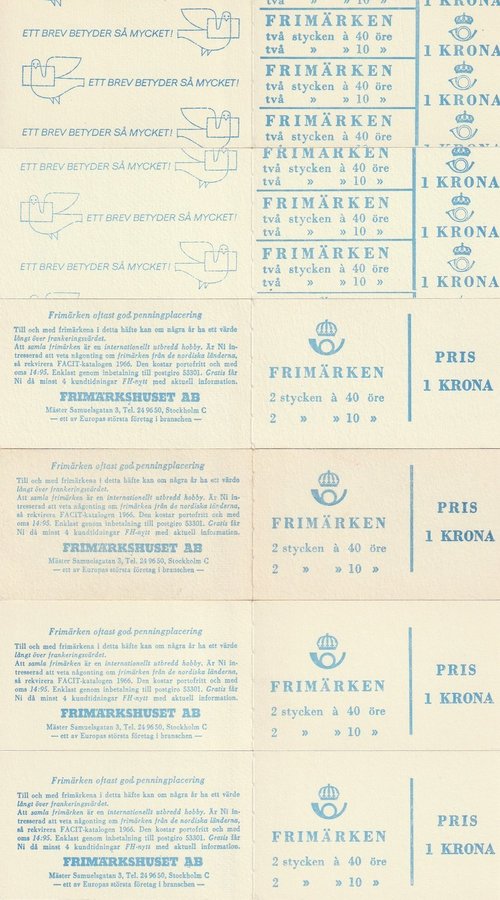 ETT BREV BETYDER SÅ MYCKET!
ETT BREV BETYDER SÅ MYCKET!
ETT BREV BETYDER SÅ MYCKET!
två » » 10 »
1 KRONA
FRIMÄRKEN
två stycken à 40 öre
två » » 10 »
1 KRONA
FRIMÄRKEN
två stycken à 40 öre
två » » 10 »
1 KRONA
FRIMÄRKEN
två stycken à 40 öre
ETT BREV BETYDER SÅ MYCKET!
ETT BREV BETYDER SÅ MYCKET!
ETT BREV BETYDER SÅ MYCKET!
FRIMÄRKEN
två stycken à 40 öre
två » » 10 »
1 KRONA
FRIMÄRKEN
två stycken à 40 öre
två » » 10 »
1 KRONA
FRIMÄRKEN
två stycken à 40 öre
två » » 10 »
1 KRONA
Frimärken oftast god penningplacering
Till och med frimärkena i detta häfte kan om några år ha ett värde
långt över frankeringsvärdet.
Att samla frimärken är en internationellt utbredd hobby. Är Ni in-
tresserad att veta någonting om frimärken från de nordiska länderna,
så rekvirera FACIT-katalogen 1966. Den kostar portofritt och med
oms 14:95. Enklast genom inbetalning till postgiro 53301. Gratis får
Ni då minst 4 kundtidningar FH-nytt med aktuell information.
FRIMÄRKSHUSET AB
Mäster Samuelsgatan 3, Tel. 24 96 50, Stockholm C
— ett av Europas största företag i branschen —
FRIMÄRKEN
2 stycken à 40 öre
2 » » 10 »
PRIS
1 KRONA
Frimärken oftast god penningplacering
Till och med frimärkena i detta häfte kan om några år ha ett värde
långt över frankeringsvärdet.
Att samla frimärken är en internationellt utbredd hobby. Är Ni in-
tresserad att veta någonting om frimärken från de nordiska länderna,
så rekvirera FACIT-katalogen 1966. Den kostar portofritt och med
oms 14:95. Enklast genom inbetalning till postgiro 53301. Gratis får
Ni då minst 4 kundtidningar FH-nytt med aktuell information.
FRIMÄRKSHUSET AB
Mäster Samuelsgatan 3, Tel. 24 96 50, Stockholm C
— ett av Europas största företag i branschen —
FRIMÄRKEN
2 stycken à 40 öre
2 » » 10 »
PRIS
1 KRONA
Frimärken oftast god penningplacering
Till och med frimärkena i detta häfte kan om några år ha ett värde
långt över frankeringsvärdet.
Att samla frimärken är en internationellt utbredd hobby. Är Ni in-
tresserad att veta någonting om frimärken från de nordiska länderna,
så rekvirera FACIT-katalogen 1966. Den kostar portofritt och med
oms 14:95. Enklast genom inbetalning till postgiro 53301. Gratis får
Ni då minst 4 kundtidningar FH-nytt med aktuell information.
FRIMÄRKSHUSET AB
Mäster Samuelsgatan 3, Tel. 24 96 50, Stockholm C
— ett av Europas största företag i branschen —
FRIMÄRKEN
2 stycken à 40 öre
2 » » 10 »
PRIS
1 KRONA
Frimärken oftast god penningplacering
Till och med frimärkena i detta häfte kan om några år ha ett värde
långt över frankeringsvärdet.
Att samla frimärken är en internationellt utbredd hobby. Är Ni in-
tresserad att veta någonting om frimärken från de nordiska länderna,
så rekvirera FACIT-katalogen 1966. Den kostar portofritt och med
oms 14:95. Enklast genom inbetalning till postgiro 53301. Gratis får
Ni då minst 4 kundtidningar FH-nytt med aktuell information.
FRIMÄRKSHUSET AB
Mäster Samuelsgatan 3, Tel. 24 96 50, Stockholm C
— ett av Europas största företag i branschen —
FRIMÄRKEN
2 stycken à 40 öre
2 » » 10 »
PRIS
1 KRONA